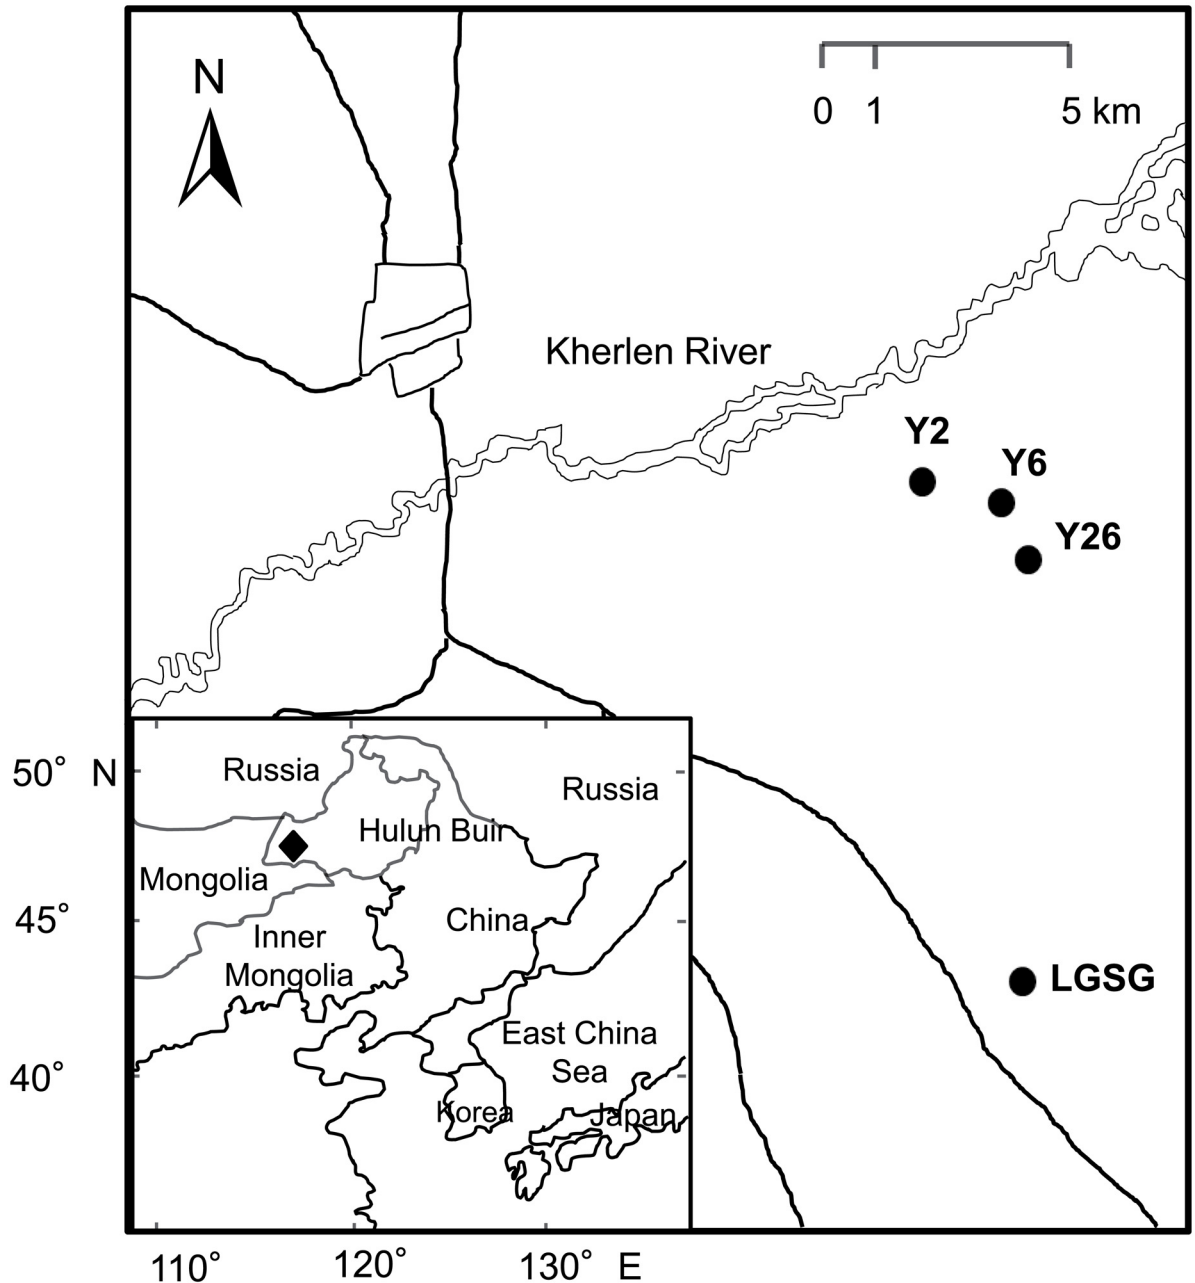 N
0 1 5 km
Kherlen River
Y2
Y6
Y26
50° N
Russia
Russia
Hulun Buir
Mongolia
45°
China
Inner
Mongolia
LGSG
East China
Sea
40°
Korea
Japan
110° 120° 130° E